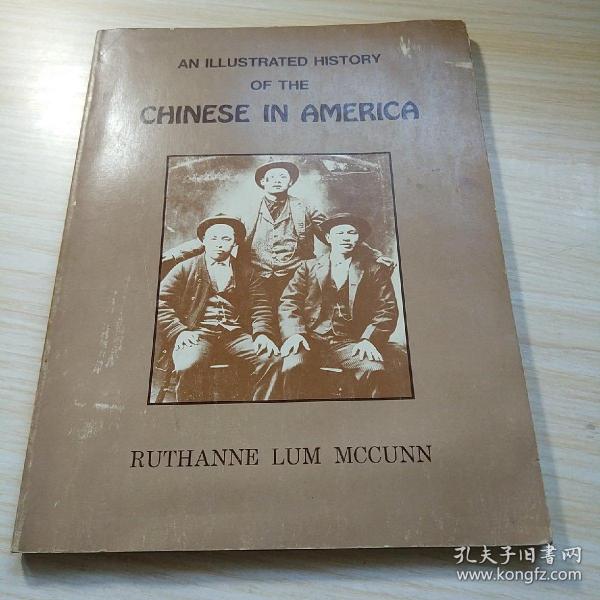 AN ILLUSTRATED HISTORY
OF THE
CHINESE IN AMERICA
RUTHANNE LUM MCCUNN
孔夫子旧书网
www.kongfz.com